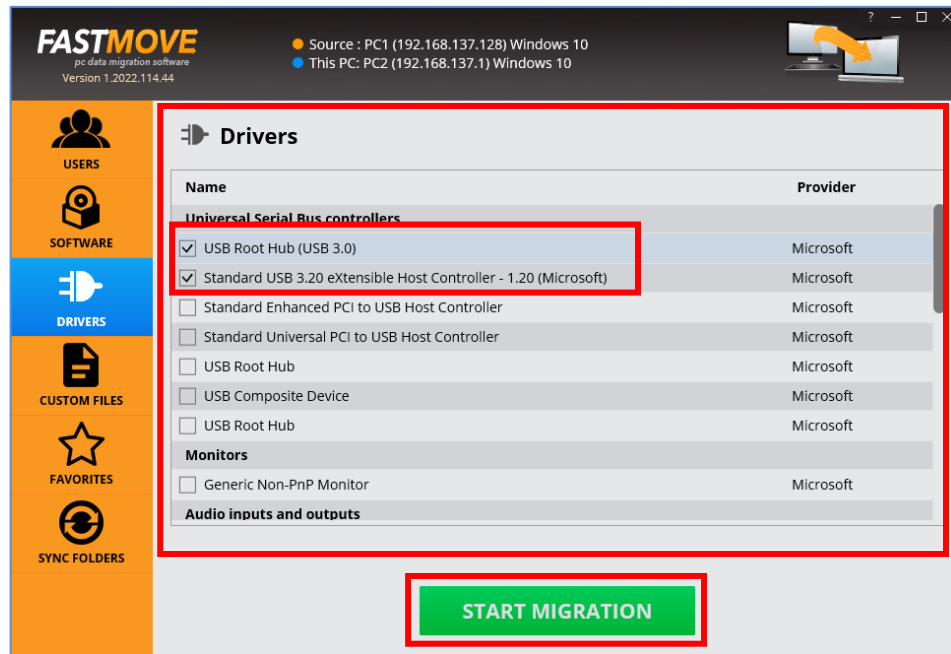 FASTMOVE
pc data migration software
Version 1.2022.114.44
Source : PC1 (192.168.137.128) Windows 10
This PC: PC2 (192.168.137.1) Windows 10
?
USERS
SOFTWARE
DRIVERS
CUSTOM FILES
FAVORITES
SYNC FOLDERS
Drivers
Name Provider
Universal Serial Bus controllers
USB Root Hub (USB 3.0) Microsoft
Standard USB 3.20 eXtensible Host Controller - 1.20 (Microsoft) Microsoft
Standard Enhanced PCI to USB Host Controller Microsoft
Standard Universal PCI to USB Host Controller Microsoft
USB Root Hub Microsoft
USB Composite Device Microsoft
USB Root Hub Microsoft
Monitors
Generic Non-PnP Monitor Microsoft
Audio inputs and outputs
START MIGRATION